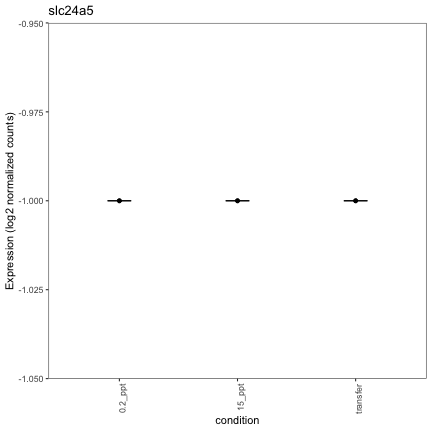 slc24a5
Expression (log2 normalized counts)
-0.950
-0.975
-1.000
-1.025
-1.050
0.2_ppt
15_ppt
transfer
condition